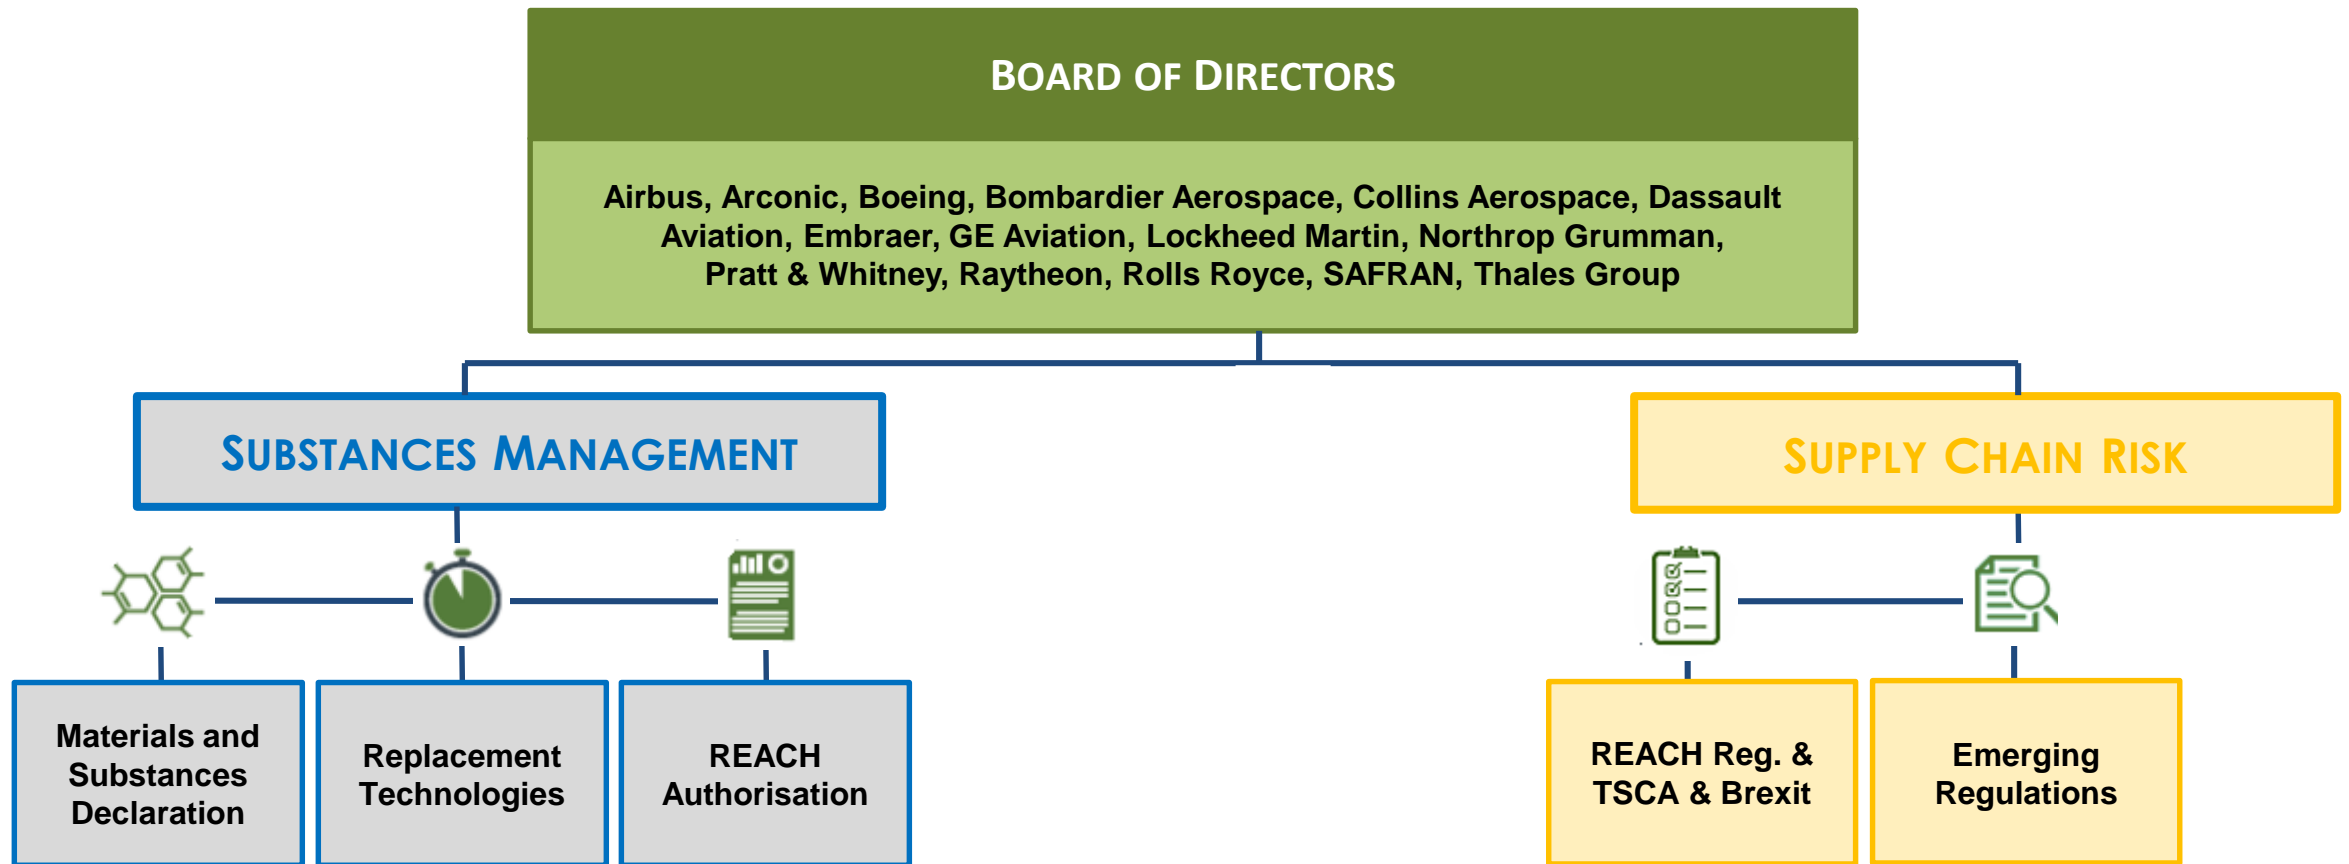 BOARD OF DIRECTORS
Airbus, Arconic, Boeing, Bombardier Aerospace, Collins Aerospace, Dassault
Aviation, Embraer, GE Aviation, Lockheed Martin, Northrop Grumman,
Pratt & Whitney, Raytheon, Rolls Royce, SAFRAN, Thales Group
SUBSTANCES MANAGEMENT
SUPPLY CHAIN RISK
Materials and
Substances
Declaration
Replacement
Technologies
REACH
Authorisation
REACH Reg. &
TSCA & Brexit
Emerging
Regulations